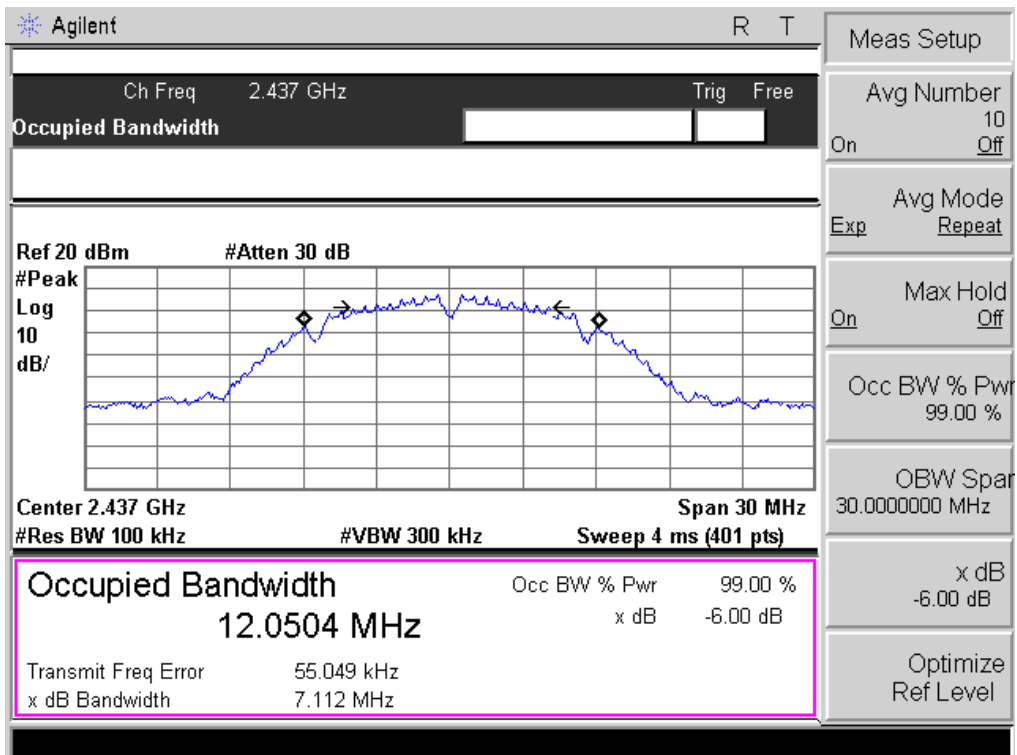 Agilent R T
Ch Freq 2.437 GHz Trig Free
Occupied Bandwidth
Ref 20 dBm #Atten 30 dB
#Peak
Log
10
dB/
Center 2.437 GHz Span 30 MHz
#Res BW 100 kHz #VBW 300 kHz Sweep 4 ms (401 pts)
Occupied Bandwidth Occ BW % Pwr 99.00 %
12.0504 MHz x dB -6.00 dB
Transmit Freq Error 55.049 kHz
x dB Bandwidth 7.112 MHz
Meas Setup
Avg Number
10
On Off
Avg Mode
Exp Repeat
Max Hold
On Off
Occ BW % Pwr
99.00 %
OBW Span
30.0000000 MHz
x dB
-6.00 dB
Optimize
Ref Level